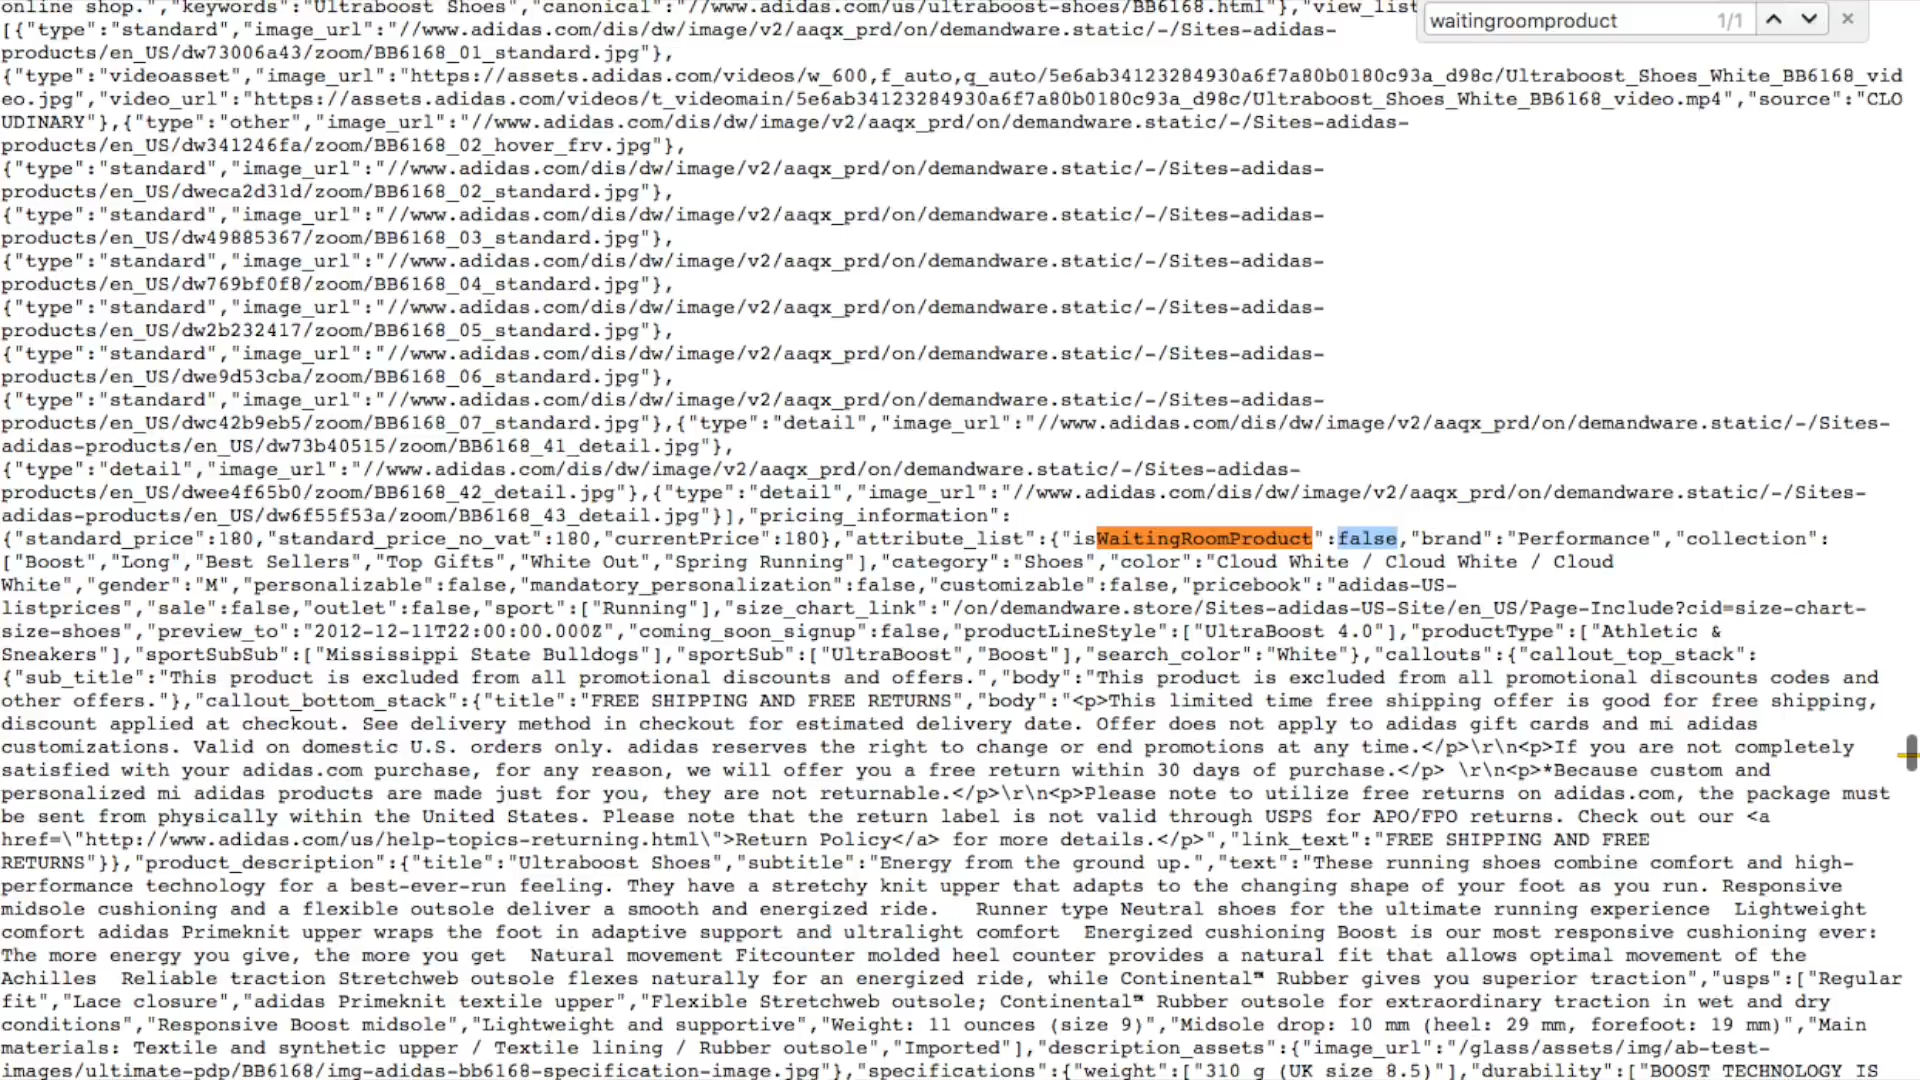 online shop.","keywords":"Ultraboost Shoes","canonical":"//www.adidas.com/us/ultraboost-shoes/BB6168.html"},"view_list
waitingroomproduct 1/1
[{"type":"standard","image_url":"//www.adidas.com/dis/dw/image/v2/aaqx_prd/on/demandware.static/-/Sites-adidas-
products/en_US/dw73006a43/zoom/BB6168_01_standard.jpg"},
{"type":"videoasset","image_url":"https://assets.adidas.com/videos/w_600,f_auto,q_auto/5e6ab34123284930a6f7a80b0180c93a_d98c/Ultraboost_Shoes_White_BB6168_vid
eo.jpg","video_url":"https://assets.adidas.com/videos/t_videomain/5e6ab34123284930a6f7a80b0180c93a_d98c/Ultraboost_Shoes_White_BB6168_video.mp4","source":"CLO
UDINARY"},{"type":"other","image_url":"//www.adidas.com/dis/dw/image/v2/aaqx_prd/on/demandware.static/-/Sites-adidas-
products/en_US/dw341246fa/zoom/BB6168_02_hover_frv.jpg"},
{"type":"standard","image_url":"//www.adidas.com/dis/dw/image/v2/aaqx_prd/on/demandware.static/-/Sites-adidas-
products/en_US/dweca2d31d/zoom/BB6168_02_standard.jpg"},
{"type":"standard","image_url":"//www.adidas.com/dis/dw/image/v2/aaqx_prd/on/demandware.static/-/Sites-adidas-
products/en_US/dw49885367/zoom/BB6168_03_standard.jpg"},
{"type":"standard","image_url":"//www.adidas.com/dis/dw/image/v2/aaqx_prd/on/demandware.static/-/Sites-adidas-
products/en_US/dw769bf0f8/zoom/BB6168_04_standard.jpg"},
{"type":"standard","image_url":"//www.adidas.com/dis/dw/image/v2/aaqx_prd/on/demandware.static/-/Sites-adidas-
products/en_US/dw2b232417/zoom/BB6168_05_standard.jpg"},
{"type":"standard","image_url":"//www.adidas.com/dis/dw/image/v2/aaqx_prd/on/demandware.static/-/Sites-adidas-
products/en_US/dwe9d53cba/zoom/BB6168_06_standard.jpg"},
{"type":"standard","image_url":"//www.adidas.com/dis/dw/image/v2/aaqx_prd/on/demandware.static/-/Sites-adidas-
products/en_US/dwc42b9eb5/zoom/BB6168_07_standard.jpg"},{"type":"detail","image_url":"//www.adidas.com/dis/dw/image/v2/aaqx_prd/on/demandware.static/-/Sites-
adidas-products/en_US/dw73b40515/zoom/BB6168_41_detail.jpg"},
{"type":"detail","image_url":"//www.adidas.com/dis/dw/image/v2/aaqx_prd/on/demandware.static/-/Sites-adidas-
products/en_US/dwee4f65b0/zoom/BB6168_42_detail.jpg"},{"type":"detail","image_url":"//www.adidas.com/dis/dw/image/v2/aaqx_prd/on/demandware.static/-/Sites-
adidas-products/en_US/dw6f55f53a/zoom/BB6168_43_detail.jpg"}],"pricing_information":
{"standard_price":180,"standard_price_no_vat":180,"currentPrice":180},"attribute_list":{"isWaitingRoomProduct":false,"brand":"Performance","collection":
["Boost","Long","Best Sellers","Top Gifts","White Out","Spring Running"],"category":"Shoes","color":"Cloud White / Cloud White / Cloud
White","gender":"M","personalizable":false,"mandatory_personalization":false,"customizable":false,"pricebook":"adidas-US-
listprices","sale":false,"outlet":false,"sport":["Running"],"size_chart_link":"/on/demandware.store/Sites-adidas-US-Site/en_US/Page-Include?cid=size-chart-
size-shoes","preview_to":"2012-12-11T22:00:00.000Z","coming_soon_signup":false,"productLineStyle":["UltraBoost 4.0"],"productType":["Athletic &
Sneakers"],"sportSubSub":["Mississippi State Bulldogs"],"sportSub":["UltraBoost","Boost"],"search_color":"White"},"callouts":{"callout_top_stack":
{"sub_title":"This product is excluded from all promotional discounts and offers.","body":"This product is excluded from all promotional discounts codes and
other offers."},"callout_bottom_stack":{"title":"FREE SHIPPING AND FREE RETURNS","body":"<p>This limited time free shipping offer is good for free shipping,
discount applied at checkout. See delivery method in checkout for estimated delivery date. Offer does not apply to adidas gift cards and mi adidas
customizations. Valid on domestic U.S. orders only. adidas reserves the right to change or end promotions at any time.</p>\r\n<p>If you are not completely
satisfied with your adidas.com purchase, for any reason, we will offer you a free return within 30 days of purchase.</p> \r\n<p>*Because custom and
personalized mi adidas products are made just for you, they are not returnable.</p>\r\n<p>Please note to utilize free returns on adidas.com, the package must
be sent from physically within the United States. Please note that the return label is not valid through USPS for APO/FPO returns. Check out our <a
href=\"http://www.adidas.com/us/help-topics-returning.html\">Return Policy</a> for more details.</p>","link_text":"FREE SHIPPING AND FREE
RETURNS"}},"product_description":{"title":"Ultraboost Shoes","subtitle":"Energy from the ground up.","text":"These running shoes combine comfort and high-
performance technology for a best-ever-run feeling. They have a stretchy knit upper that adapts to the changing shape of your foot as you run. Responsive
midsole cushioning and a flexible outsole deliver a smooth and energized ride.   Runner type Neutral shoes for the ultimate running experience  Lightweight
comfort adidas Primeknit upper wraps the foot in adaptive support and ultralight comfort  Energized cushioning Boost is our most responsive cushioning ever:
The more energy you give, the more you get  Natural movement Fitcounter molded heel counter provides a natural fit that allows optimal movement of the
Achilles  Reliable traction Stretchweb outsole flexes naturally for an energized ride, while Continental™ Rubber gives you superior traction","usps":["Regular
fit","Lace closure","adidas Primeknit textile upper","Flexible Stretchweb outsole; Continental™ Rubber outsole for extraordinary traction in wet and dry
conditions","Responsive Boost midsole","Lightweight and supportive","Weight: 11 ounces (size 9)","Midsole drop: 10 mm (heel: 29 mm, forefoot: 19 mm)","Main
materials: Textile and synthetic upper / Textile lining / Rubber outsole","Imported"],"description_assets":{"image_url":"/glass/assets/img/ab-test-
images/ultimate-pdp/BB6168/img-adidas-bb6168-specification-image.jpg"},"specifications":{"weight":["310 g (UK size 8.5)"],"durability":["BOOST TECHNOLOGY IS